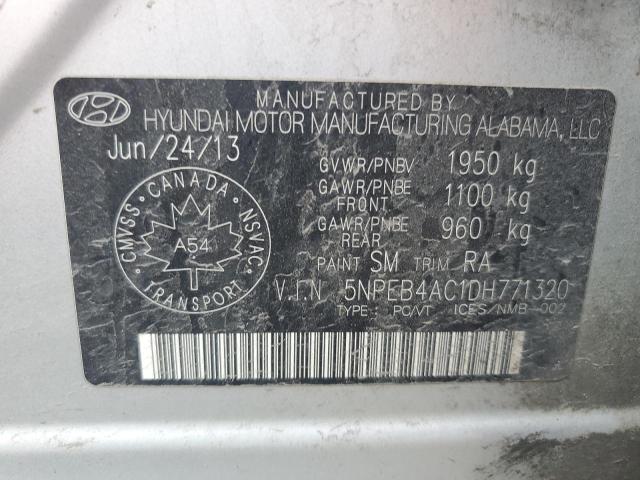 MANUFACTURED BY
HYUNDAI MOTOR MANUFACTURING ALABAMA, LLC
Jun/24/13
GVWR/PNBV 1950 kg
GAWR/PNBE FRONT 1100 kg
GAWR/PNBE REAR 960 kg
PAINT SM TRIM RA
V.I.N 5NPEB4AC1DH771320
TYPE: PC/VT ICES/NMB-002
CANADA
CMVSS NSVAC
A54
TRANSPORT